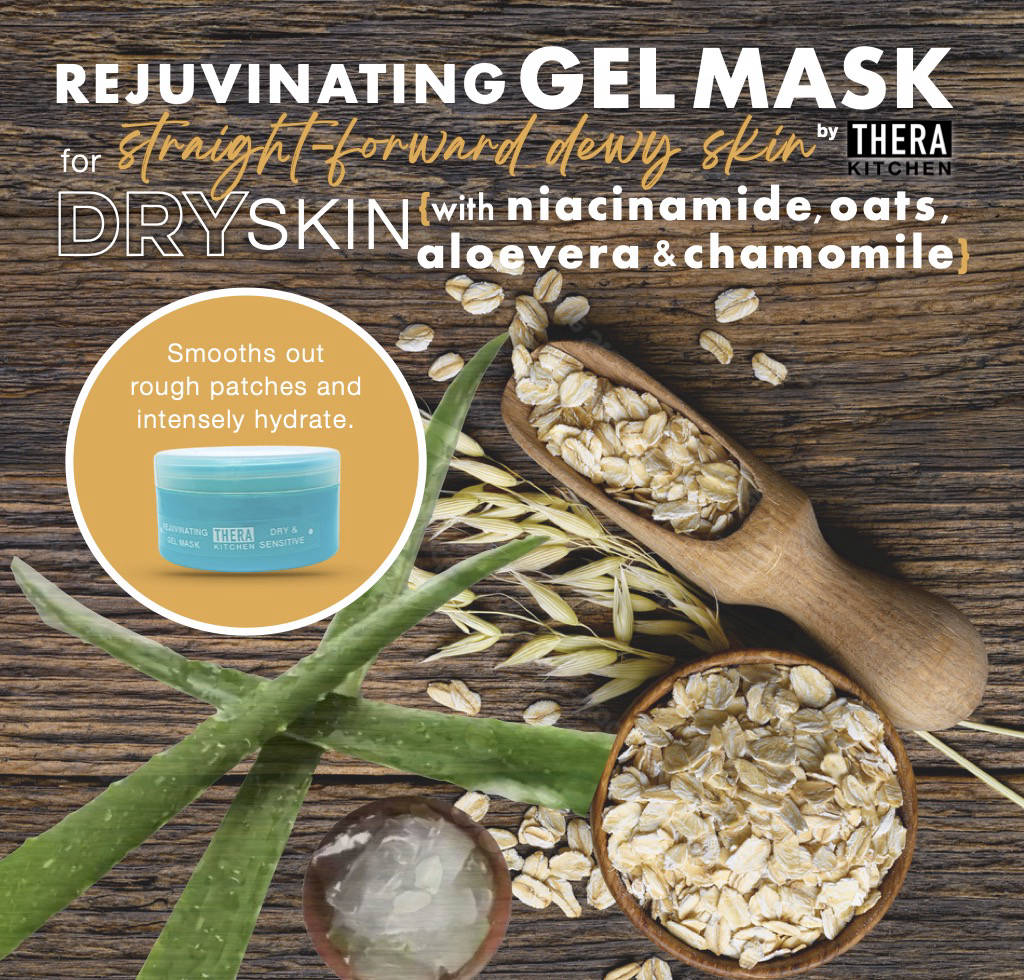 REJUVINATING GEL MASK
for straight-forward dewy skin by THERA KITCHEN
DRY SKIN {with niacinamide, oats,
aloevera & chamomile}
Smooths out
rough patches and
intensely hydrate.
REJUVINATING THERA DRY &
GEL MASK KITCHEN SENSITIVE